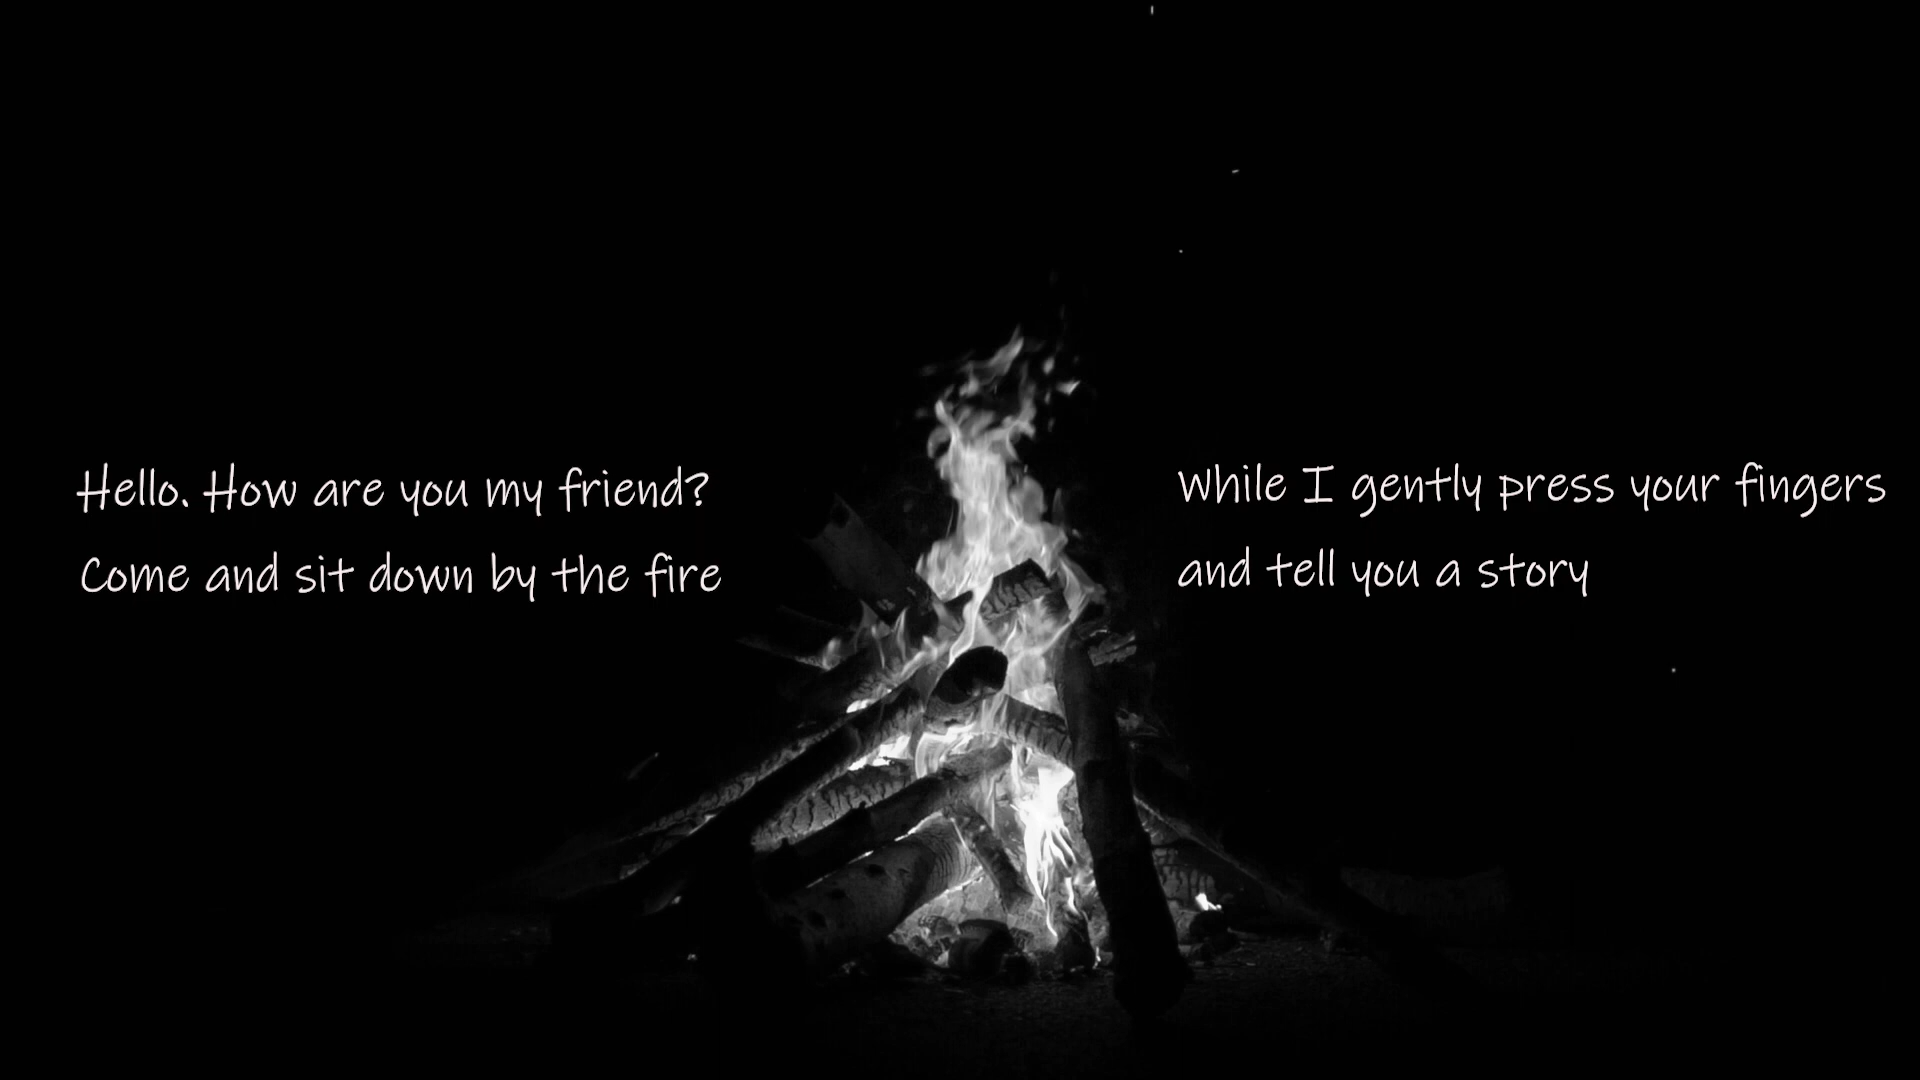 Hello. How are you my friend?
Come and sit down by the fire
While I gently press your fingers
and tell you a story